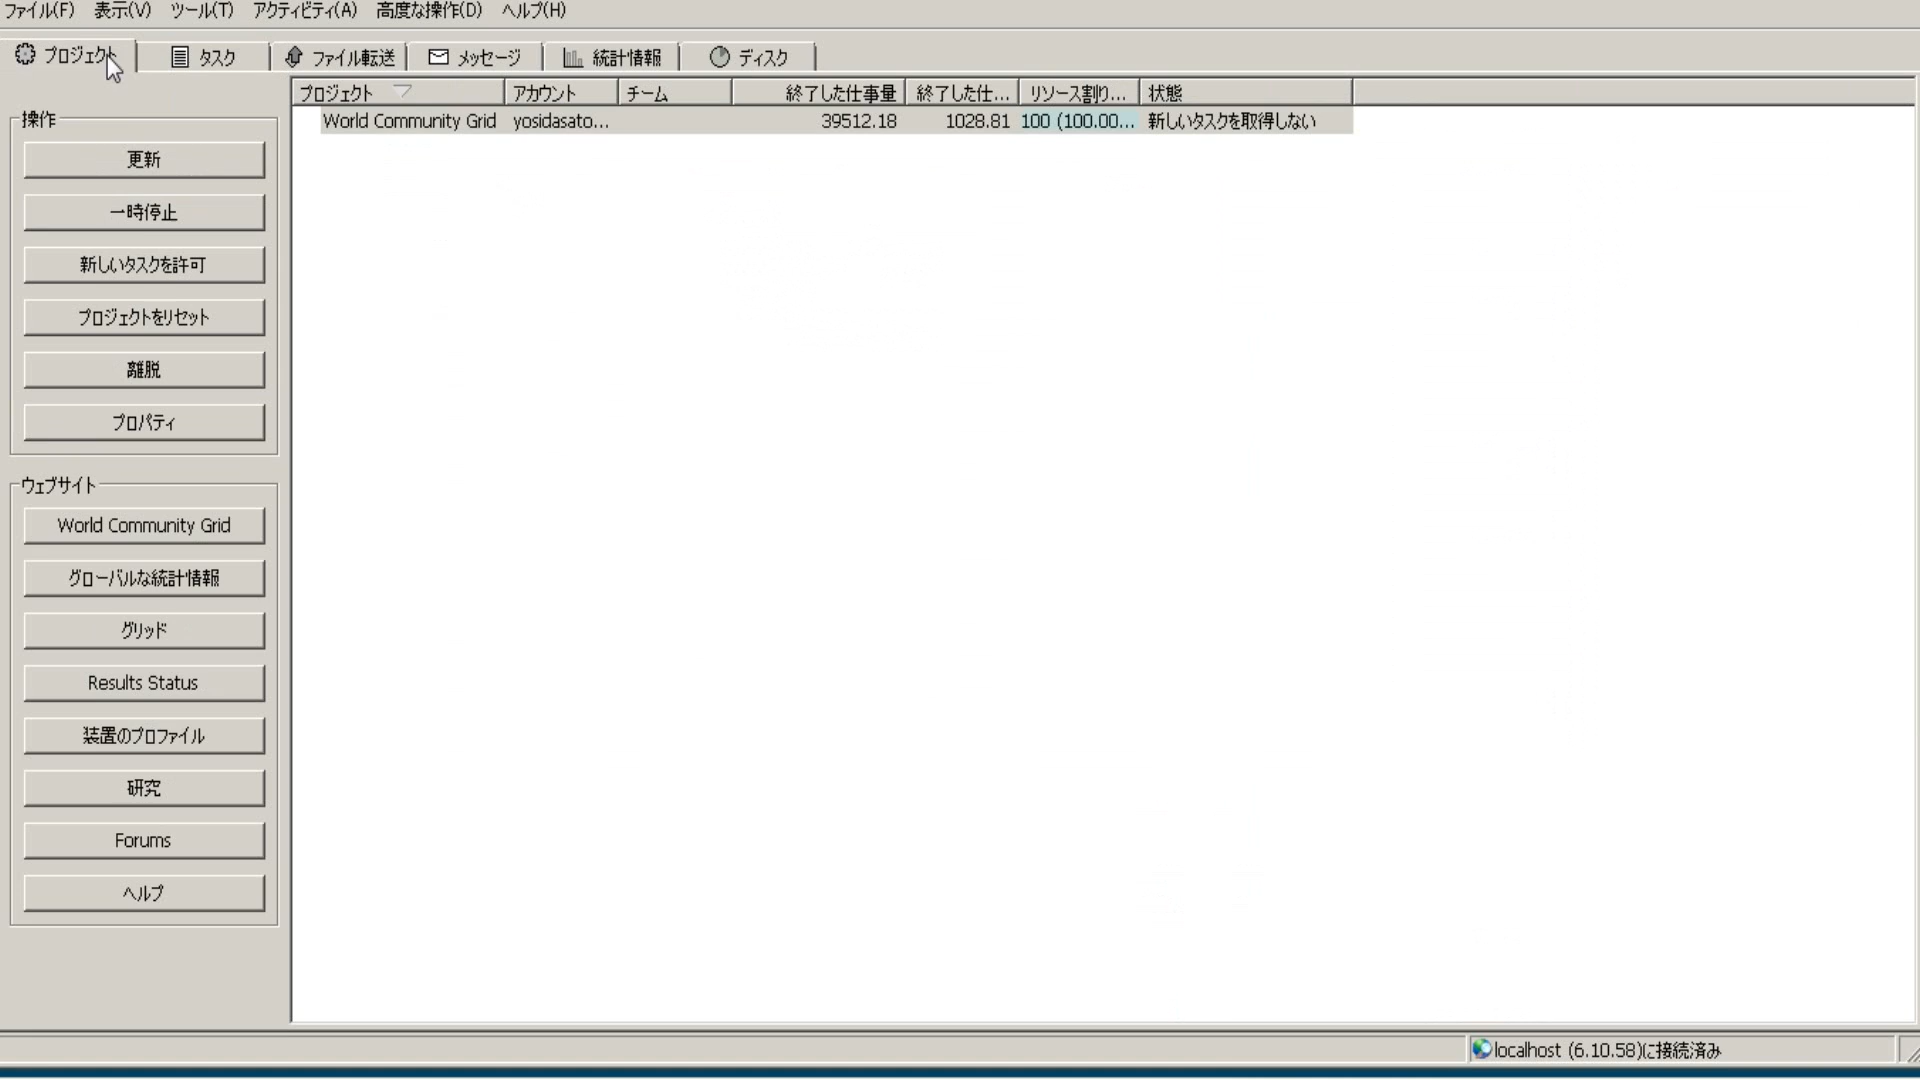 ファイル(F) 表示(V) ツール(T) アクティビティ(A) 高度な操作(D) ヘルプ(H)
プロジェクト タスク ファイル転送 メッセージ 統計情報 ディスク
プロジェクト アカウント チーム 終了した仕事量 終了した仕... リソース割り... 状態
World Community Grid yosidasato... 39512.18 1028.81 100 (100.00... 新しいタスクを取得しない
操作
更新
一時停止
新しいタスクを許可
プロジェクトをリセット
離脱
プロパティ
ウェブサイト
World Community Grid
グローバルな統計情報
グリッド
Results Status
装置のプロファイル
研究
Forums
ヘルプ
localhost (6.10.58)に接続済み